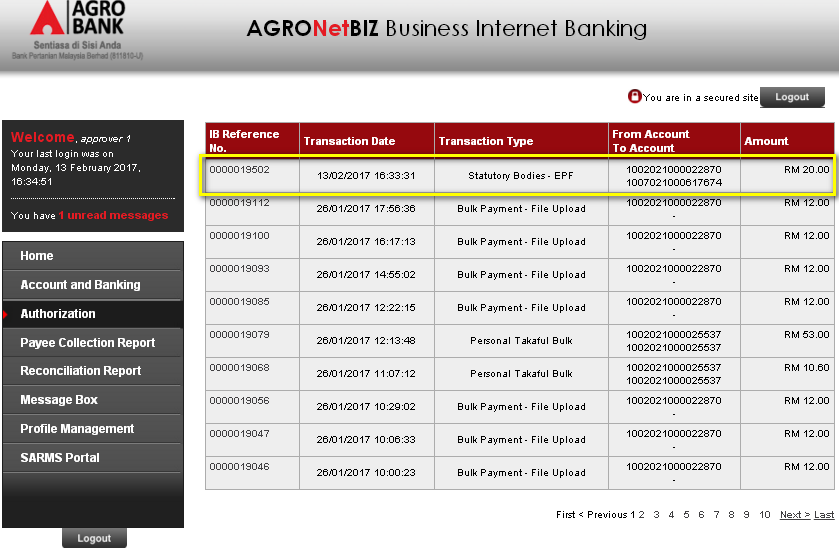 AGRO
BANK
Sentiasa di Sisi Anda
Bank Pertanian Malaysia Berhad (811810-U)
AGRONetBIZ Business Internet Banking
You are in a secured site
Logout
Welcome, approver 1
Your last login was on
Monday, 13 February 2017,
16:34:51
You have 1 unread messages
Home
Account and Banking
Authorization
Payee Collection Report
Reconciliation Report
Message Box
Profile Management
SARMS Portal
Logout
IB Reference No. Transaction Date Transaction Type From Account To Account Amount
0000019502 13/02/2017 16:33:31 Statutory Bodies - EPF 1002021000022870 RM 20.00
1007021000617674
0000019112 26/01/2017 17:56:36 Bulk Payment - File Upload 1002021000022870 RM 12.00
-
0000019100 26/01/2017 16:17:13 Bulk Payment - File Upload 1002021000022870 RM 12.00
-
0000019093 26/01/2017 14:55:02 Bulk Payment - File Upload 1002021000022870 RM 12.00
-
0000019085 26/01/2017 12:22:15 Bulk Payment - File Upload 1002021000022870 RM 12.00
-
0000019079 26/01/2017 12:13:48 Personal Takaful Bulk 1002021000025537 RM 53.00
1002021000025537
0000019068 26/01/2017 11:07:12 Personal Takaful Bulk 1002021000025537 RM 10.60
1002021000025537
0000019056 26/01/2017 10:29:02 Bulk Payment - File Upload 1002021000022870 RM 12.00
-
0000019047 26/01/2017 10:06:33 Bulk Payment - File Upload 1002021000022870 RM 12.00
-
0000019046 26/01/2017 10:00:23 Bulk Payment - File Upload 1002021000022870 RM 12.00
-
First < Previous 1 2 3 4 5 6 7 8 9 10 Next > Last